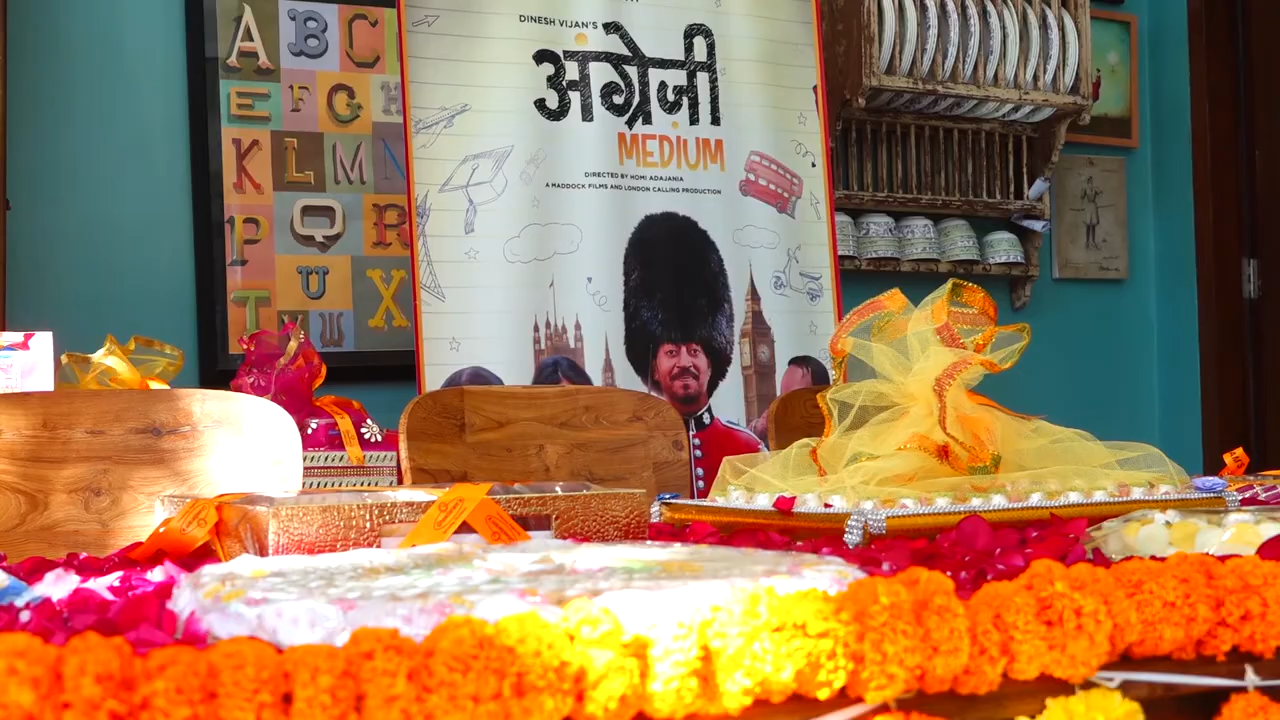 A B C
E F G H
K L M N
P Q R
T U X
DINESH VIJAN'S
अंग्रेज़ी
MEDIUM
DIRECTED BY HOMI ADAJANIA
A MADDOCK FILMS AND LONDON CALLING PRODUCTION